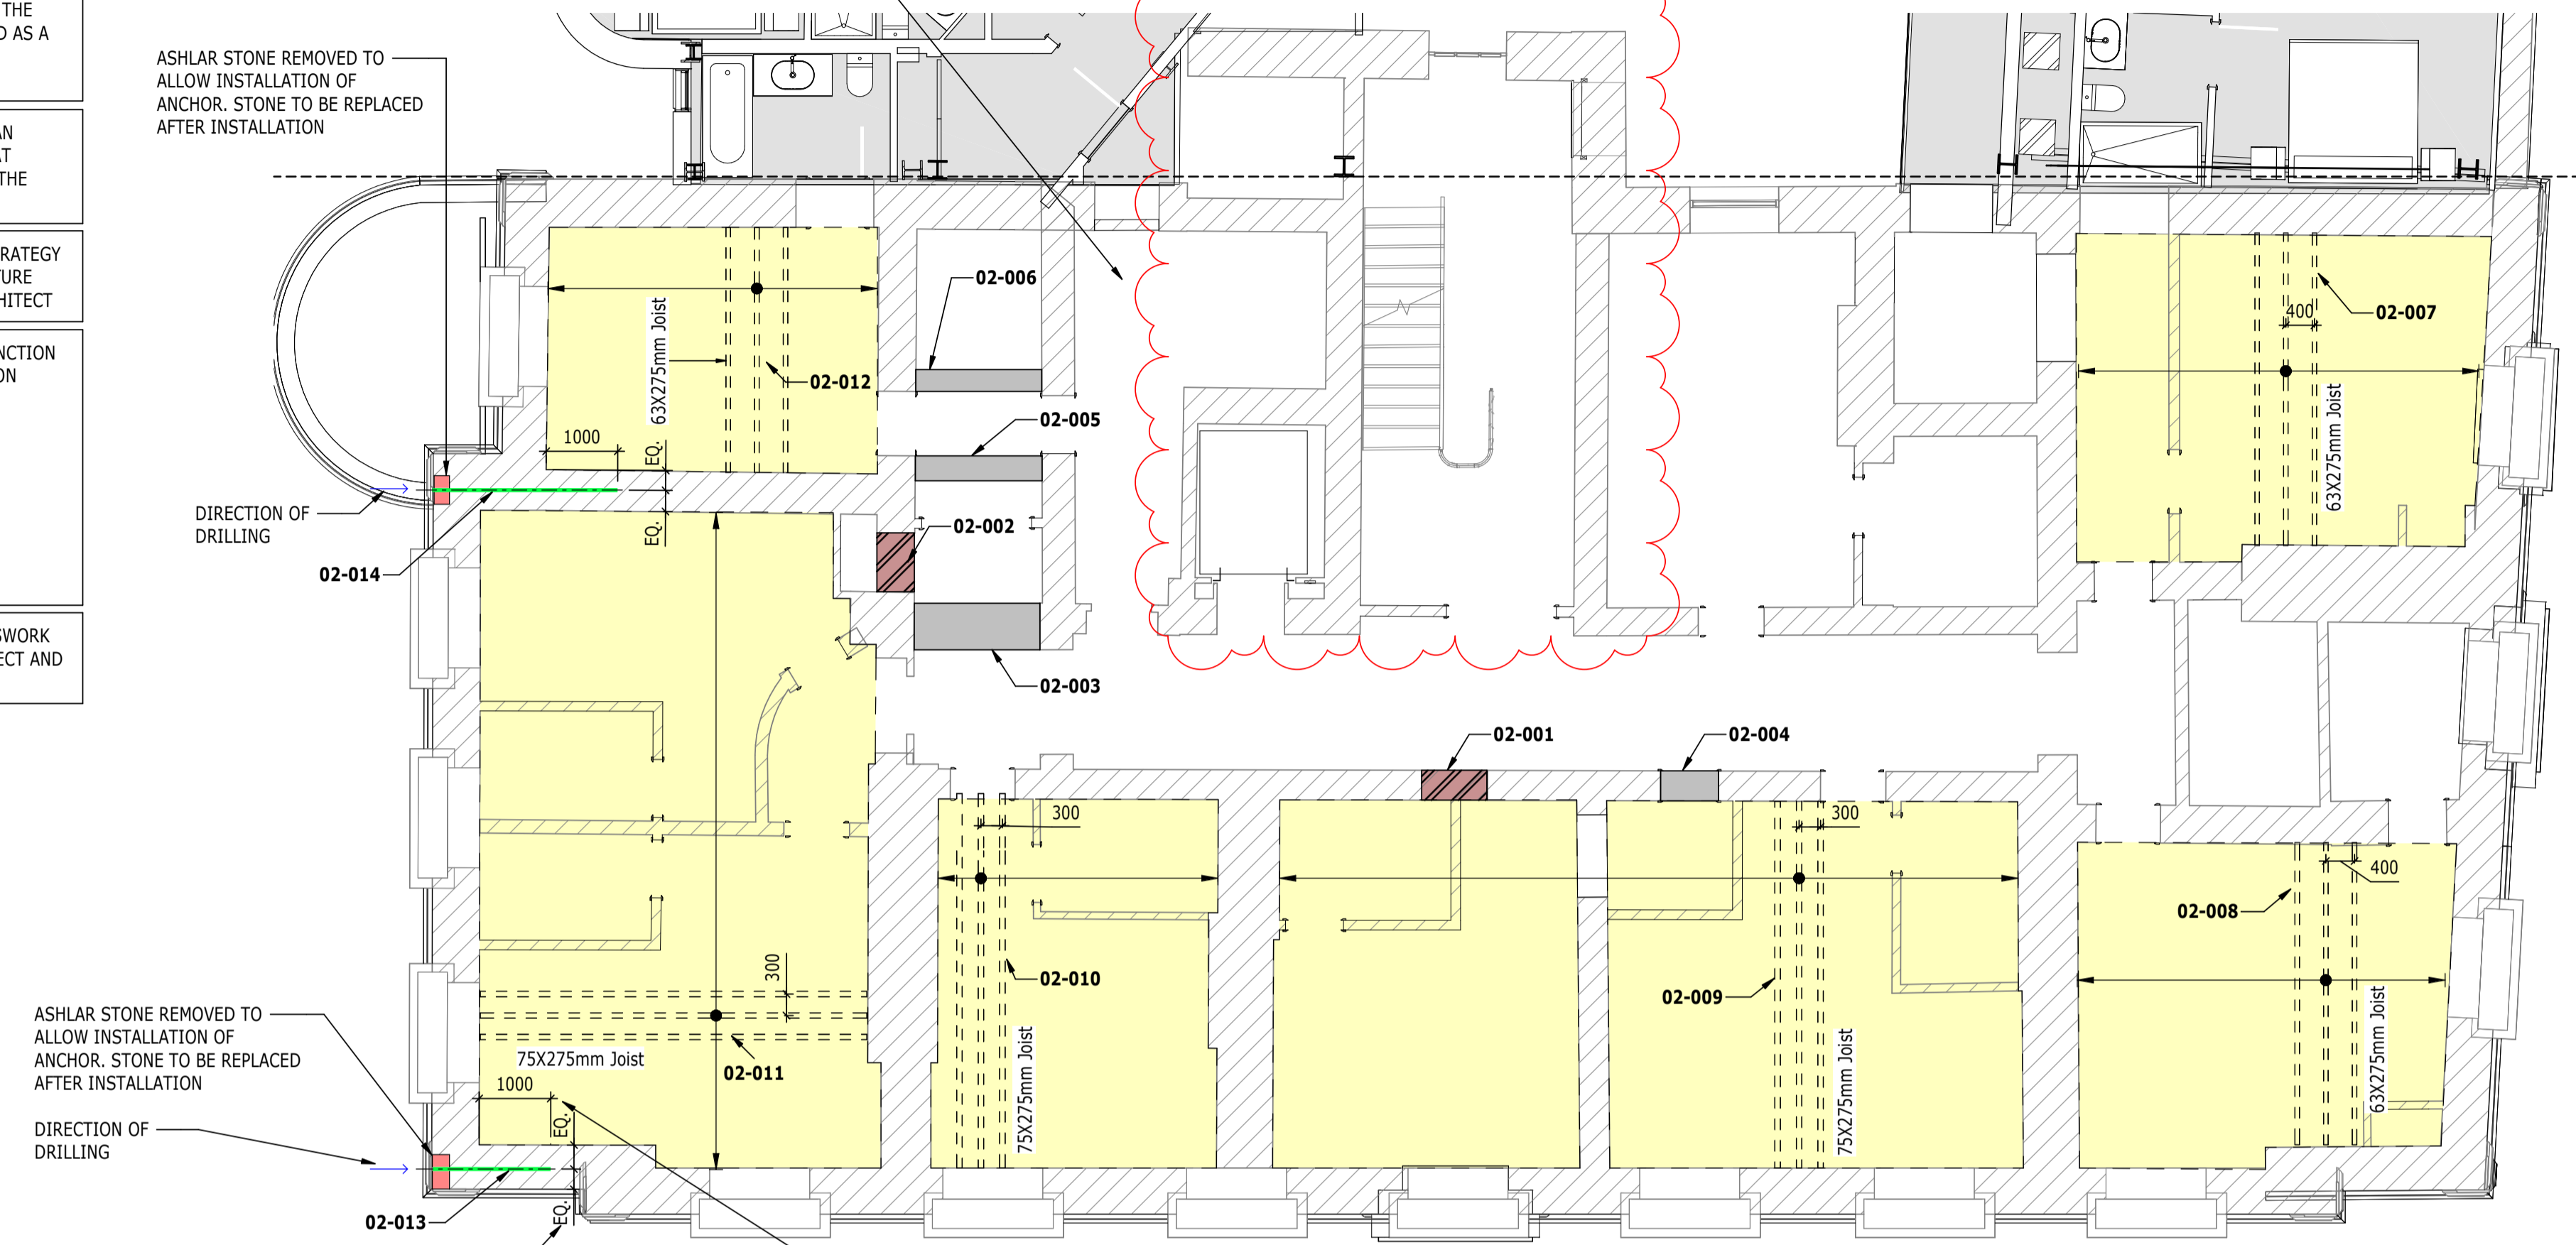 THE
D AS A
AN
AT
THE
RATEGY
URE
HITECT
NCTION
ON
SWORK
ECT AND
ASHLAR STONE REMOVED TO
ALLOW INSTALLATION OF
ANCHOR. STONE TO BE REPLACED
AFTER INSTALLATION
02-006
63X275mm Joist
02-012
400
02-007
63X275mm Joist
1000
EQ.
02-005
DIRECTION OF
DRILLING
EQ.
02-002
02-014
02-003
02-001
02-004
300
300
400
02-008
300
02-010
02-009
ASHLAR STONE REMOVED TO
ALLOW INSTALLATION OF
ANCHOR. STONE TO BE REPLACED
AFTER INSTALLATION
75X275mm Joist
02-011
75X275mm Joist
75X275mm Joist
63X275mm Joist
1000
EQ.
DIRECTION OF
DRILLING
EQ.
02-013